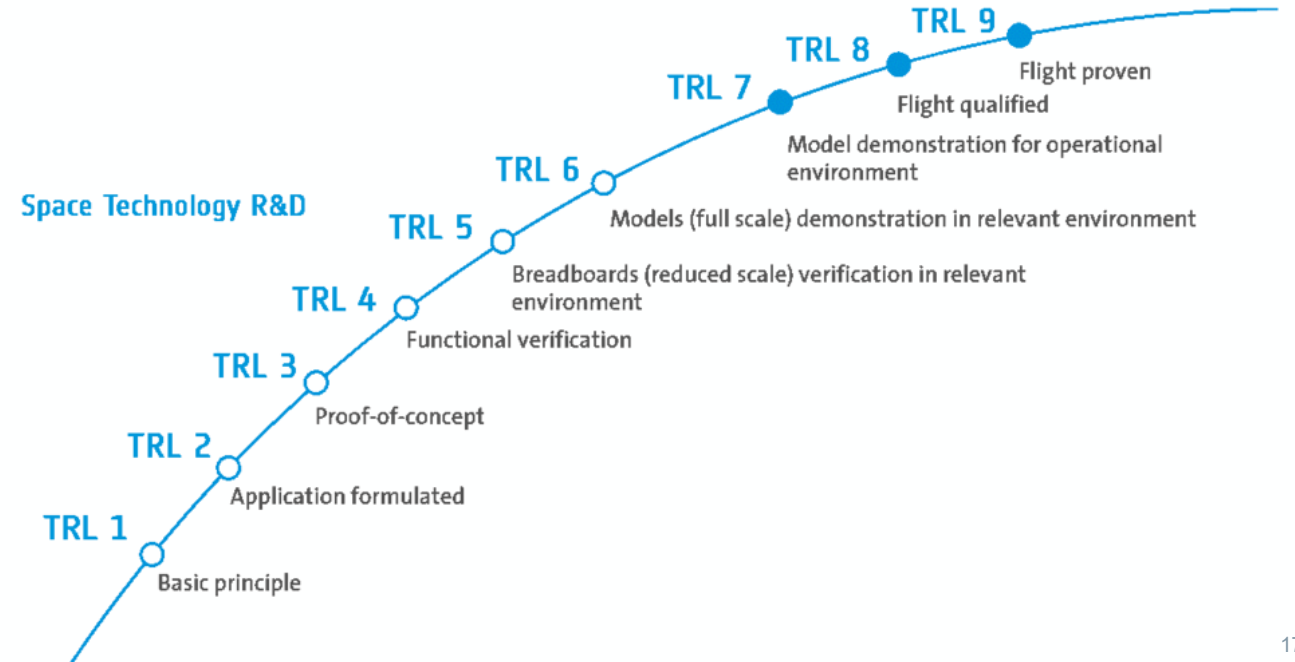 TRL 9
Flight proven
TRL 8
Flight qualified
TRL 7
Model demonstration for operational
environment
TRL 6
Models (full scale) demonstration in relevant environment
Space Technology R&D
TRL 5
Breadboards (reduced scale) verification in relevant
environment
TRL 4
Functional verification
TRL 3
Proof-of-concept
TRL 2
Application formulated
TRL 1
Basic principle
17